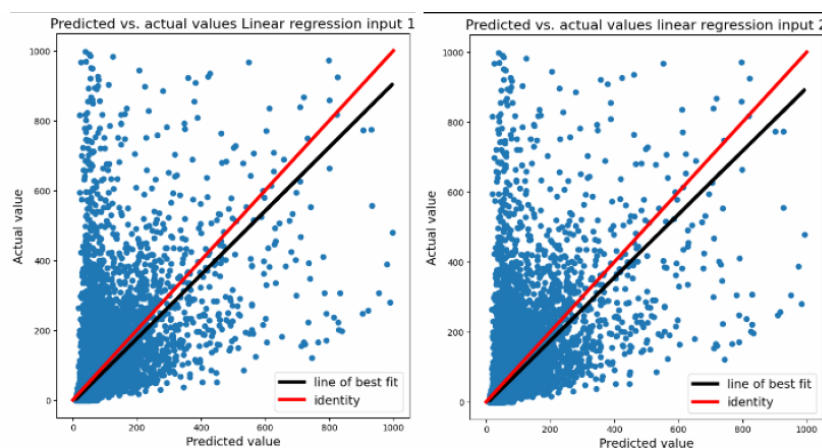 Predicted vs. actual values Linear regression input 1
1000
800
600
400
200
0
Actual value
0 200 400 600 800 1000
Predicted value
line of best fit
identity
Predicted vs. actual values linear regression input 2
1000
800
600
400
200
0
Actual value
0 200 400 600 800 1000
Predicted value
line of best fit
identity